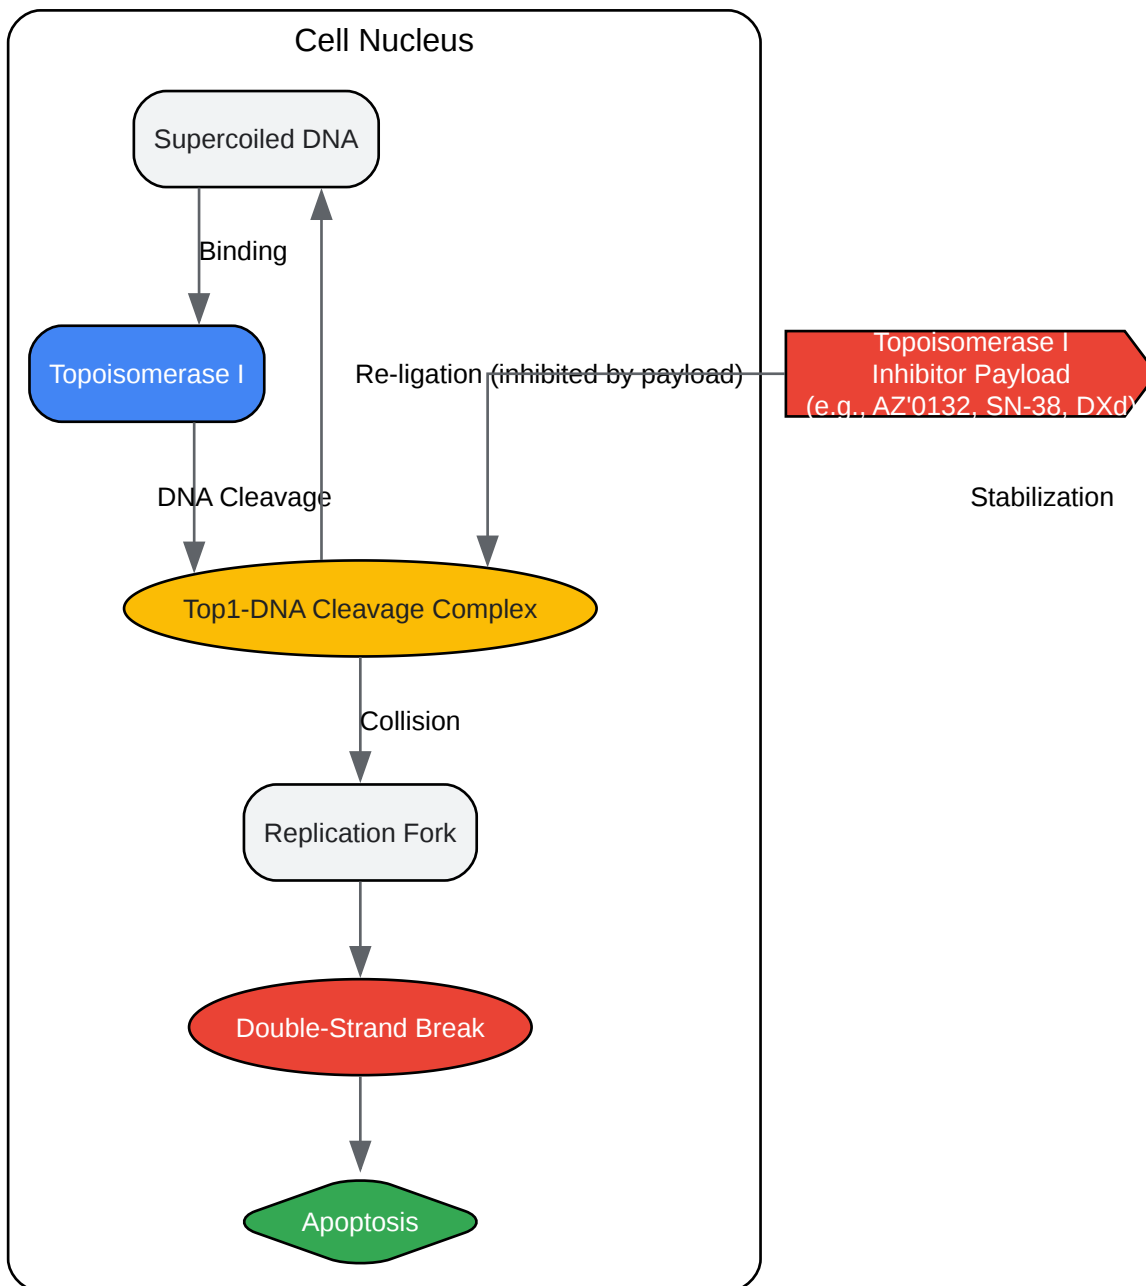 Cell Nucleus
Supercoiled DNA
Binding
Topoisomerase I
Re-ligation (inhibited by payload)
Topoisomerase I
Inhibitor Payload
(e.g., AZ'0132, SN-38, DXd)
DNA Cleavage
Stabilization
Top1-DNA Cleavage Complex
Collision
Replication Fork
Double-Strand Break
Apoptosis